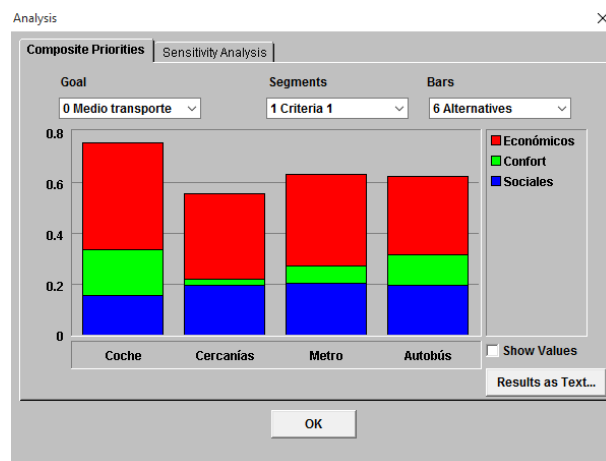 Analysis
Composite Priorities
Sensitivity Analysis
Goal
Segments
Bars
0 Medio transporte
1 Criteria 1
6 Alternatives
0.8
0.6
0.4
0.2
0
Económicos
Confort
Sociales
Coche
Cercanías
Metro
Autobús
Show Values
Results as Text...
OK